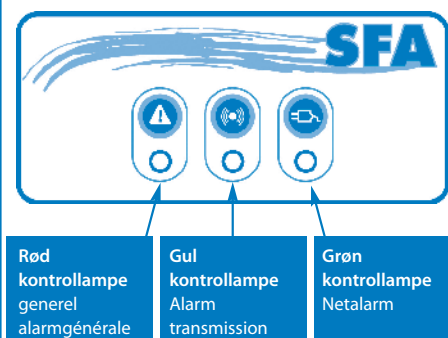 SFA
Rød
kontrollampe
generel
alarmgénérale
Gul
kontrollampe
Alarm
transmission
Grøn
kontrollampe
Netalarm